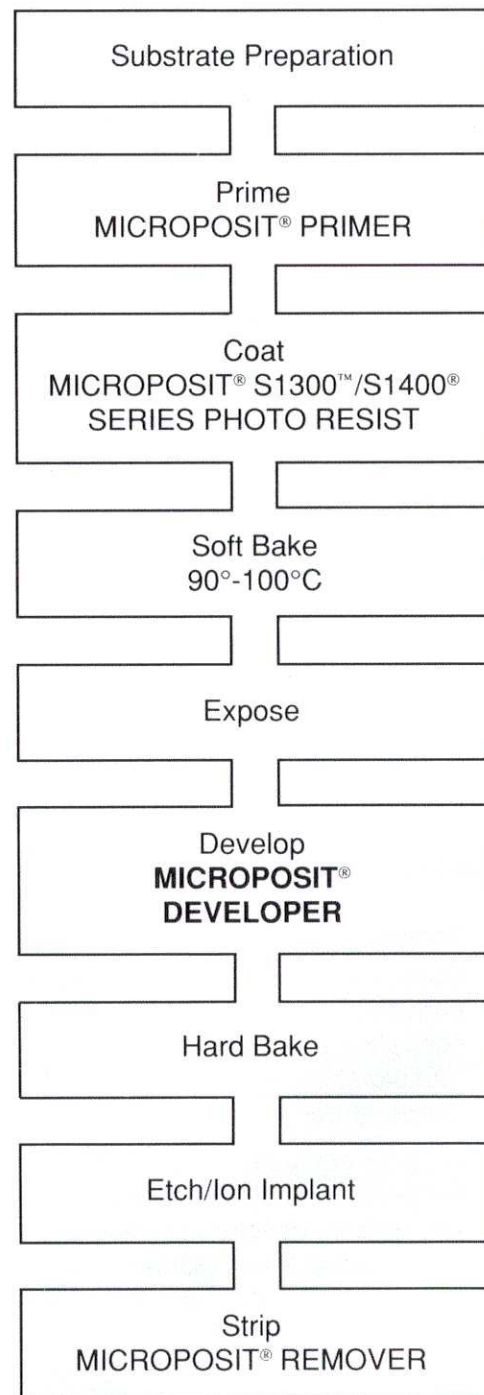 Substrate Preparation
Prime
MICROPOSIT® PRIMER
Coat
MICROPOSIT® S1300™/S1400®
SERIES PHOTO RESIST
Soft Bake
90°-100°C
Expose
Develop
MICROPOSIT®
DEVELOPER
Hard Bake
Etch/Ion Implant
Strip
MICROPOSIT® REMOVER